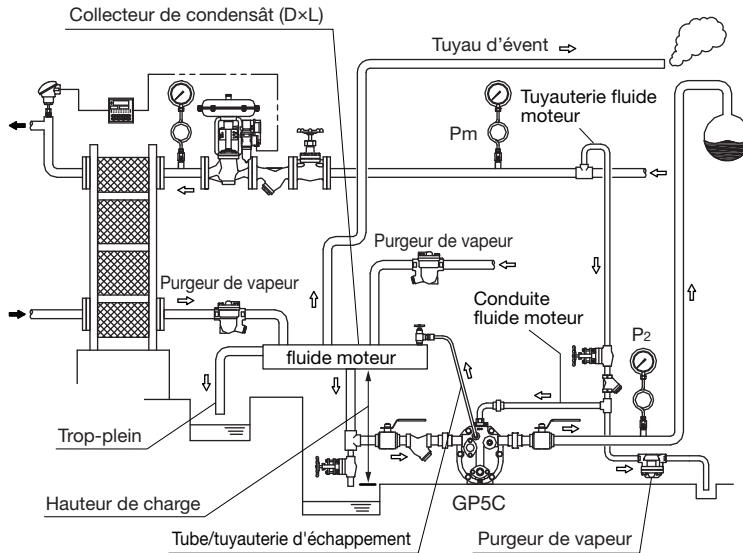 Collecteur de condensât (D×L)
Tuyau d'évent
Tuyauterie fluide
moteur
Pm
Purgeur de vapeur
Purgeur de vapeur
Conduite
fluide moteur
P2
fluide moteur
Trop-plein
Hauteur de charge
GP5C
Tube/tuyauterie d'échappement
Purgeur de vapeur